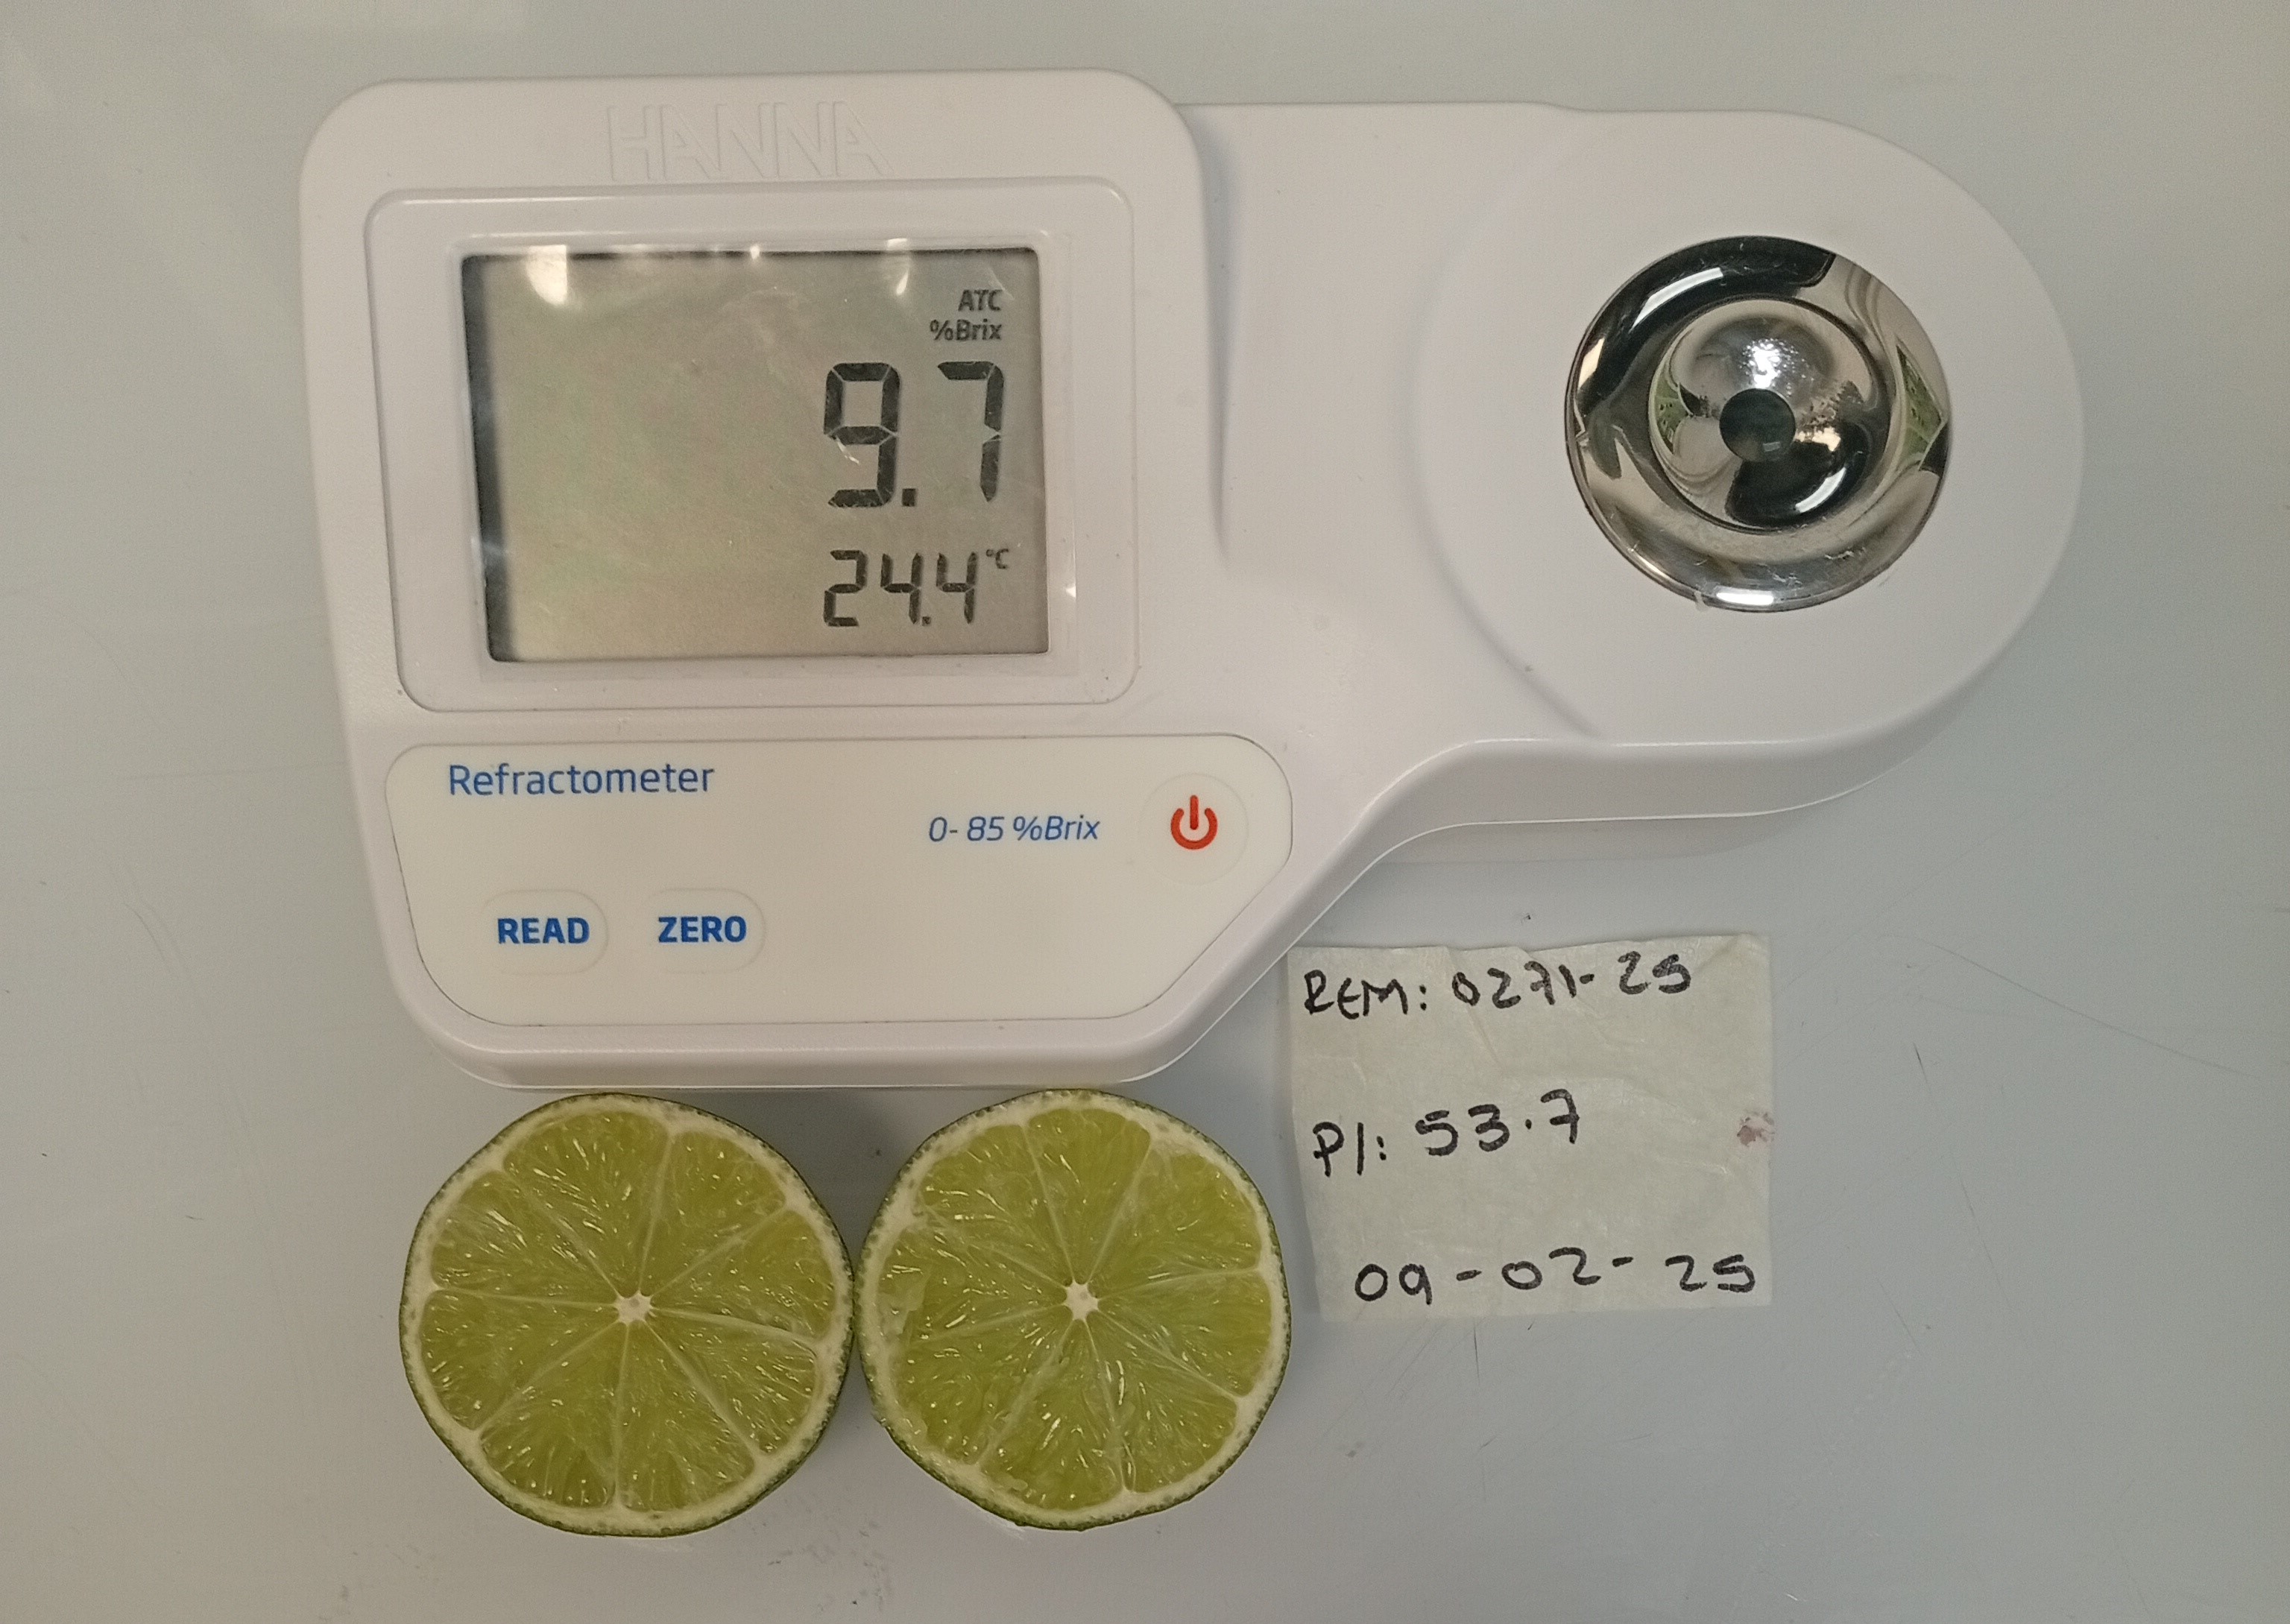 HANNA
ATC
%Brix
9.7
24.4°C
Refractometer
0-85 %Brix
READ ZERO
REM: 0271-25
P/: 53.7
09-02-25